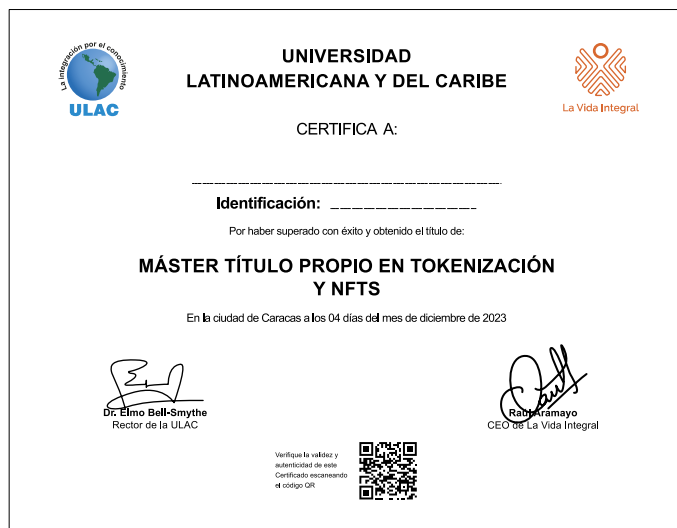 La integración por el conocimiento
ULAC
UNIVERSIDAD
LATINOAMERICANA Y DEL CARIBE
La Vida Integral
CERTIFICA A:
Identificación:
Por haber superado con éxito y obtenido el título de:
MÁSTER TÍTULO PROPIO EN TOKENIZACIÓN
Y NFTS
En la ciudad de Caracas a los 04 días del mes de diciembre de 2023
Dr. Elmo Bell-Smythe
Rector de la ULAC
Raúl Aramayo
CEO de La Vida Integral
Verifique la validez y
autenticidad de este
Certificado escaneando
el código QR